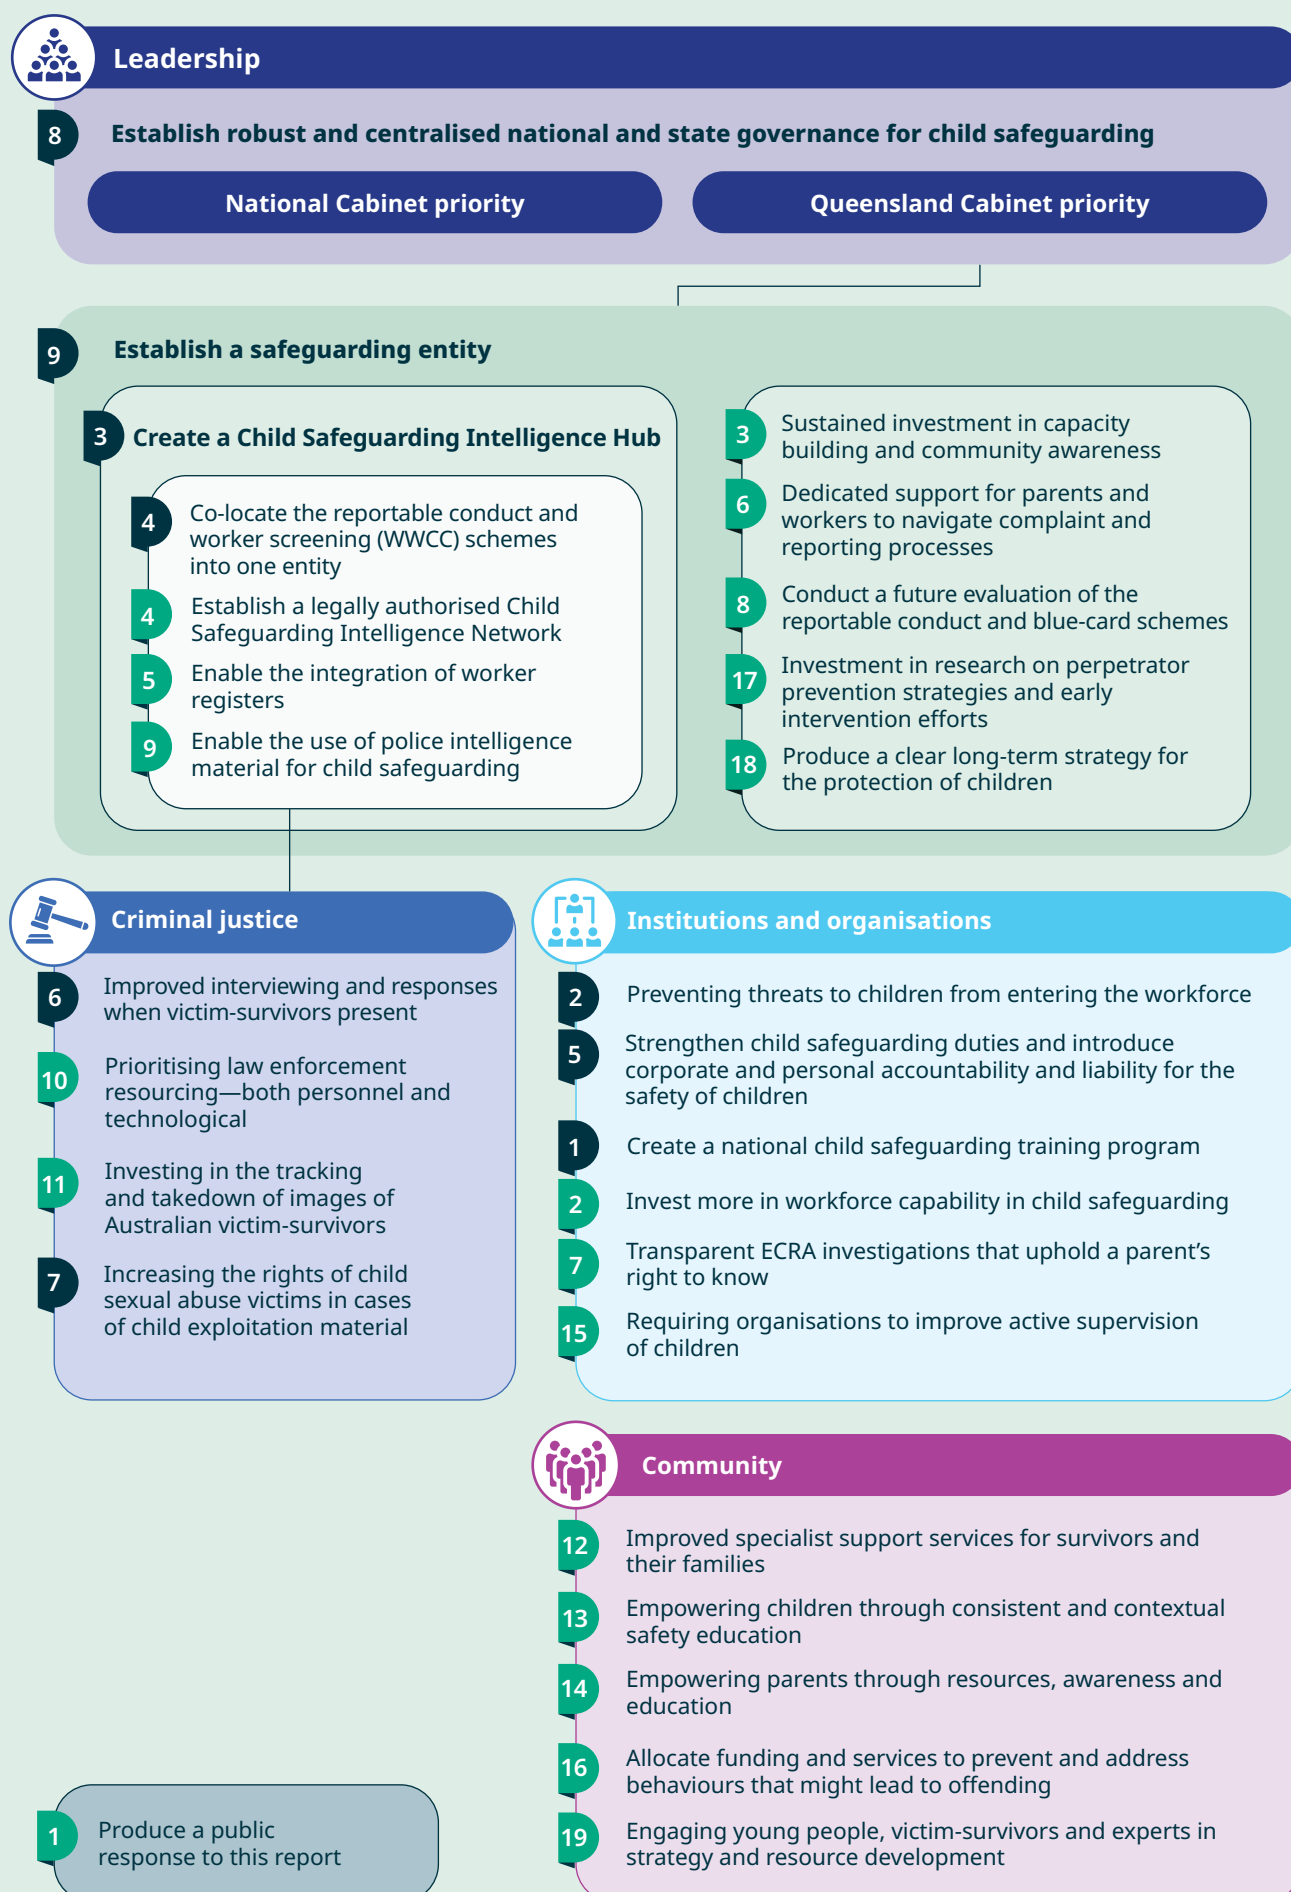 Leadership
8
Establish robust and centralised national and state governance for child safeguarding
National Cabinet priority
Queensland Cabinet priority
9
Establish a safeguarding entity
3
Create a Child Safeguarding Intelligence Hub
4
Co-locate the reportable conduct and
worker screening (WWCC) schemes
into one entity
4
Establish a legally authorised Child
Safeguarding Intelligence Network
5
Enable the integration of worker
registers
9
Enable the use of police intelligence
material for child safeguarding
3
Sustained investment in capacity
building and community awareness
6
Dedicated support for parents and
workers to navigate complaint and
reporting processes
8
Conduct a future evaluation of the
reportable conduct and blue-card schemes
17
Investment in research on perpetrator
prevention strategies and early
intervention efforts
18
Produce a clear long-term strategy for
the protection of children
Criminal justice
6
Improved interviewing and responses
when victim-survivors present
10
Prioritising law enforcement
resourcing—both personnel and
technological
11
Investing in the tracking
and takedown of images of
Australian victim-survivors
7
Increasing the rights of child
sexual abuse victims in cases
of child exploitation material
Institutions and organisations
2
Preventing threats to children from entering the workforce
5
Strengthen child safeguarding duties and introduce
corporate and personal accountability and liability for the
safety of children
1
Create a national child safeguarding training program
2
Invest more in workforce capability in child safeguarding
7
Transparent ECRA investigations that uphold a parent’s
right to know
15
Requiring organisations to improve active supervision
of children
Community
12
Improved specialist support services for survivors and
their families
13
Empowering children through consistent and contextual
safety education
14
Empowering parents through resources, awareness and
education
16
Allocate funding and services to prevent and address
behaviours that might lead to offending
19
Engaging young people, victim-survivors and experts in
strategy and resource development
1
Produce a public
response to this report